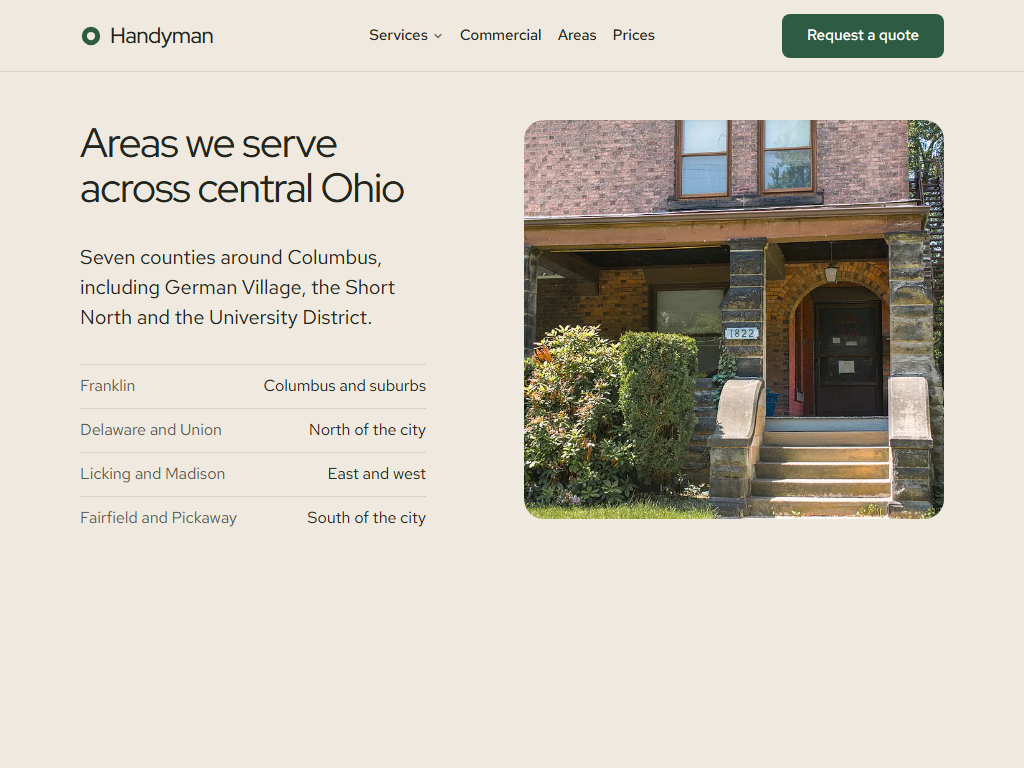 Handyman
Services
Commercial
Areas
Prices
Request a quote
Areas we serve
across central Ohio
Seven counties around Columbus,
including German Village, the Short
North and the University District.
Franklin
Columbus and suburbs
Delaware and Union
North of the city
Licking and Madison
East and west
Fairfield and Pickaway
South of the city
1822